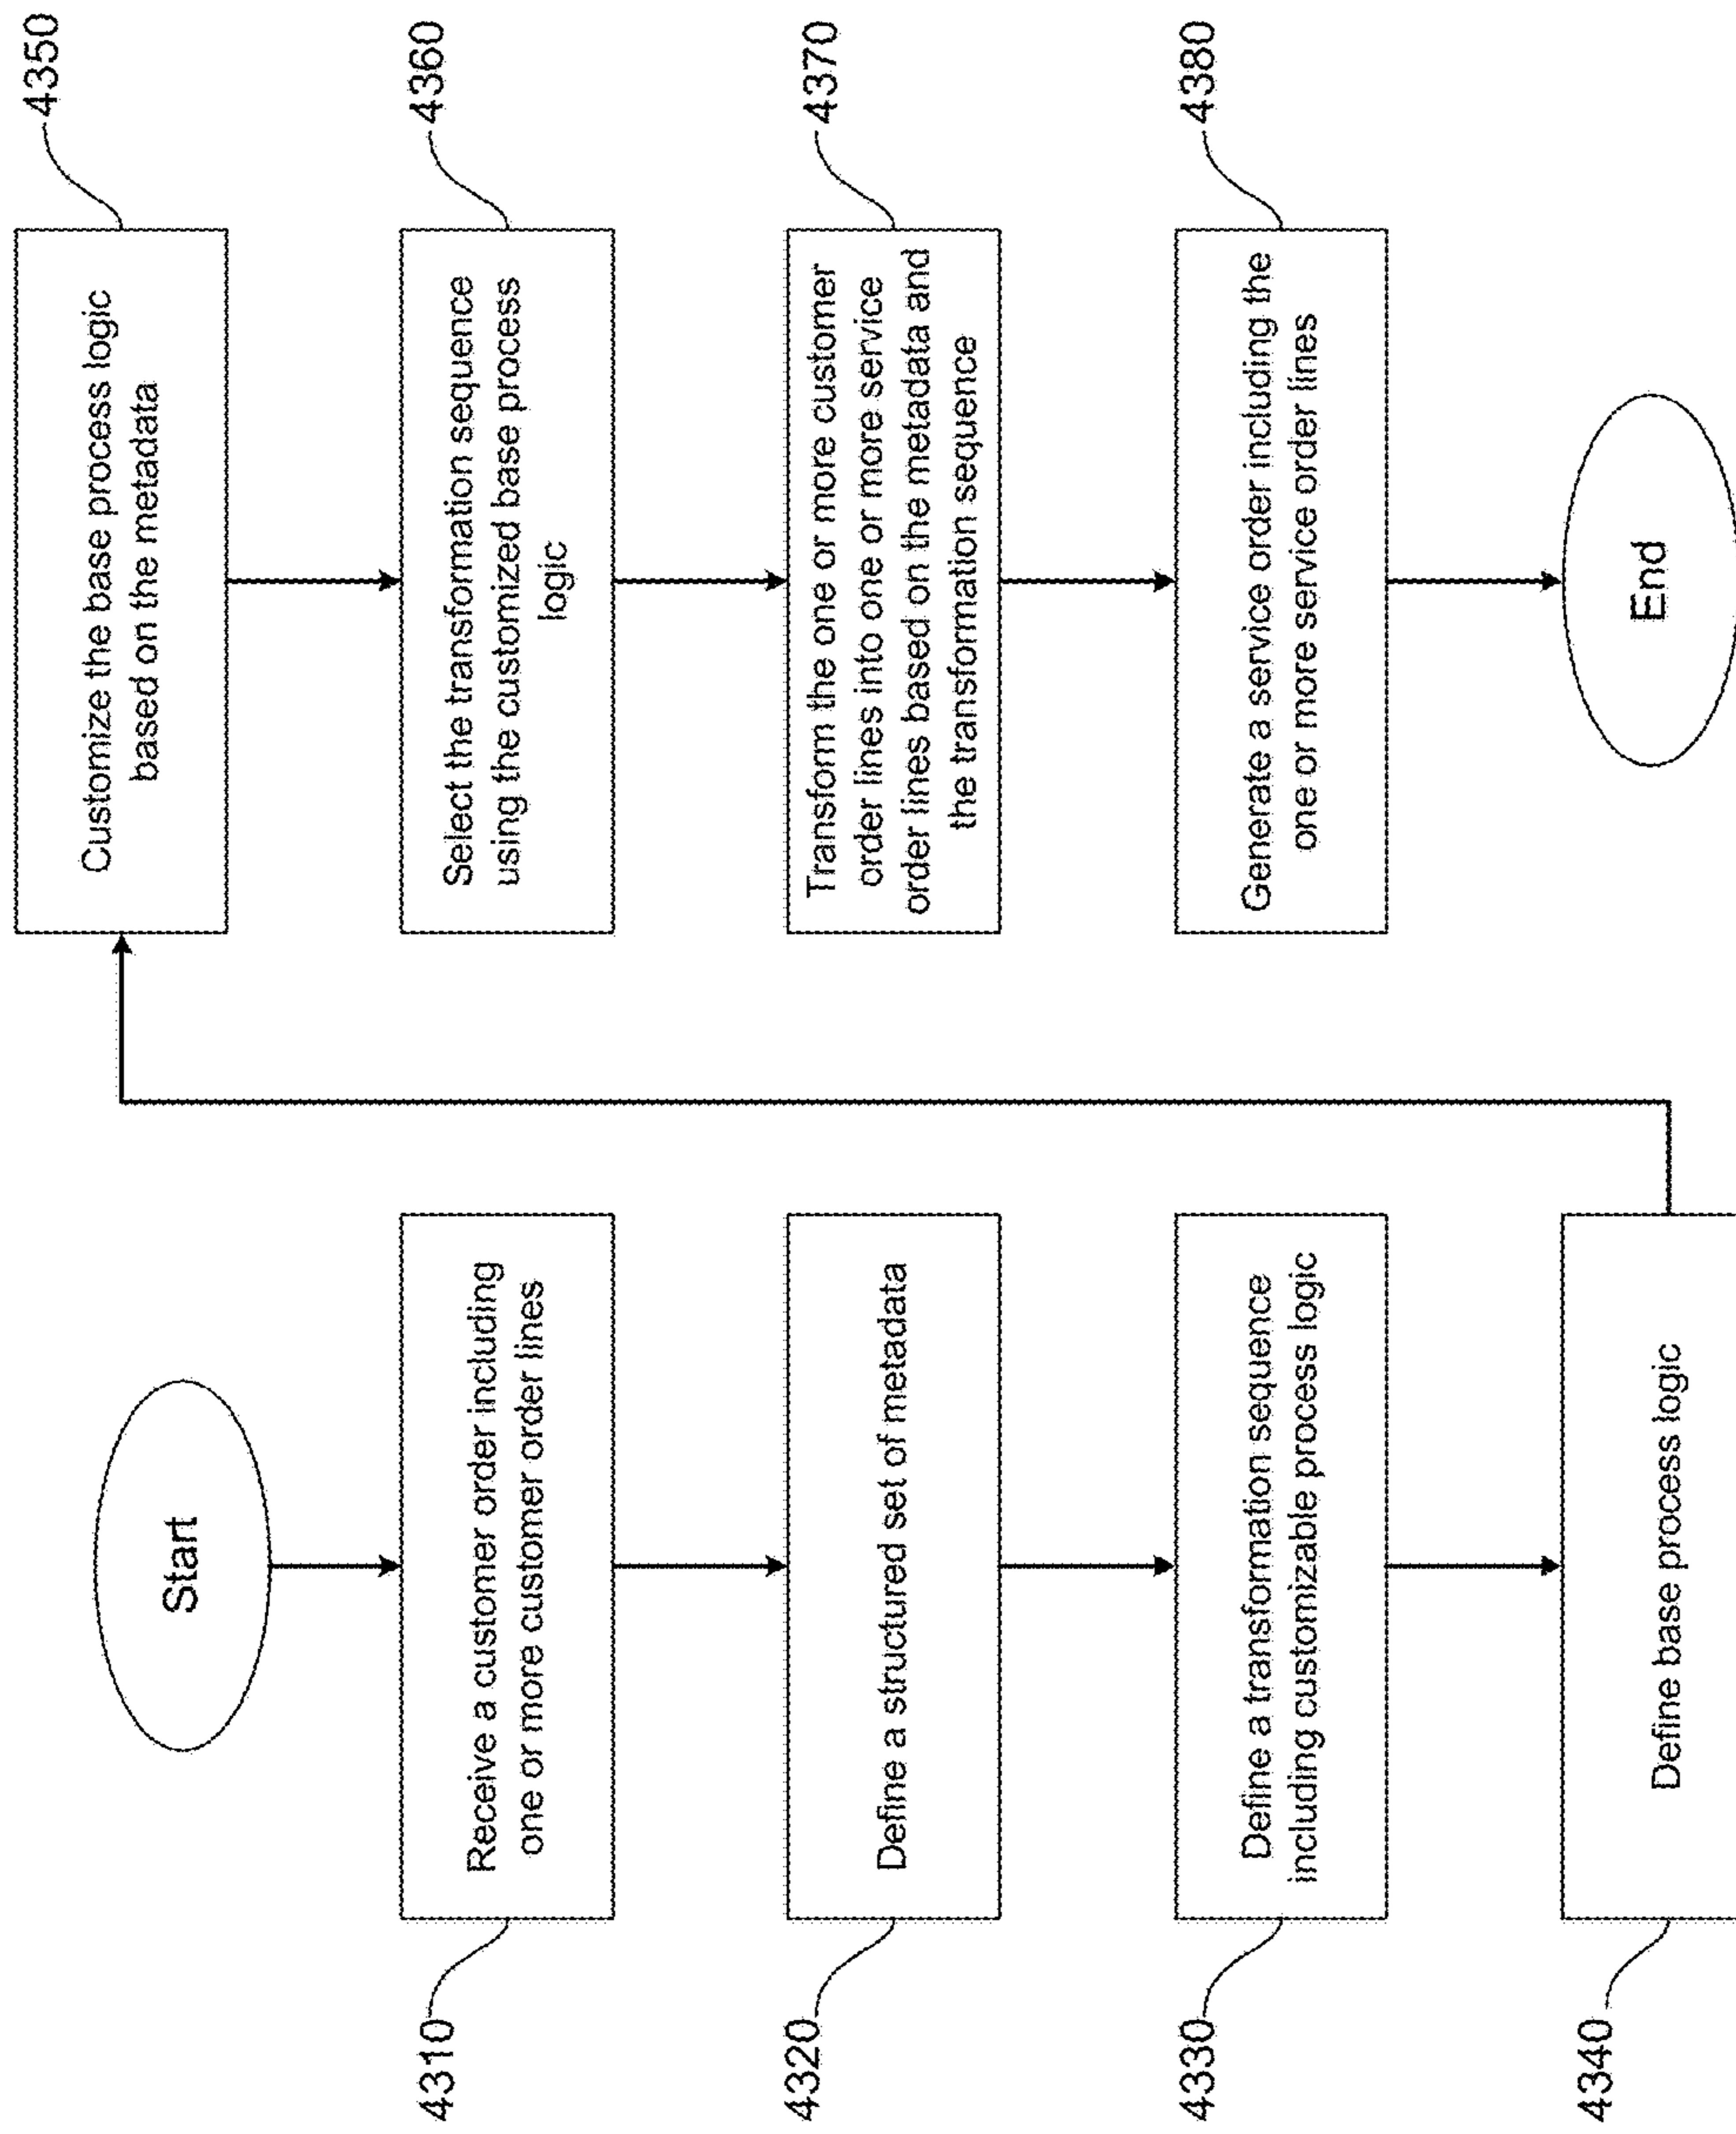 Start
4310
Receive a customer order including
one or more customer order lines
4320
Define a structured set of metadata
4330
Define a transformation sequence
including customizable process logic
4340
Define base process logic
4350
Customize the base process logic
based on the metadata
4360
Select the transformation sequence
using the customized base process
logic
4370
Transform the one or more customer
order lines into one or more service
order lines based on the metadata and
the transformation sequence
4380
Generate a service order including the
one or more service order lines
End